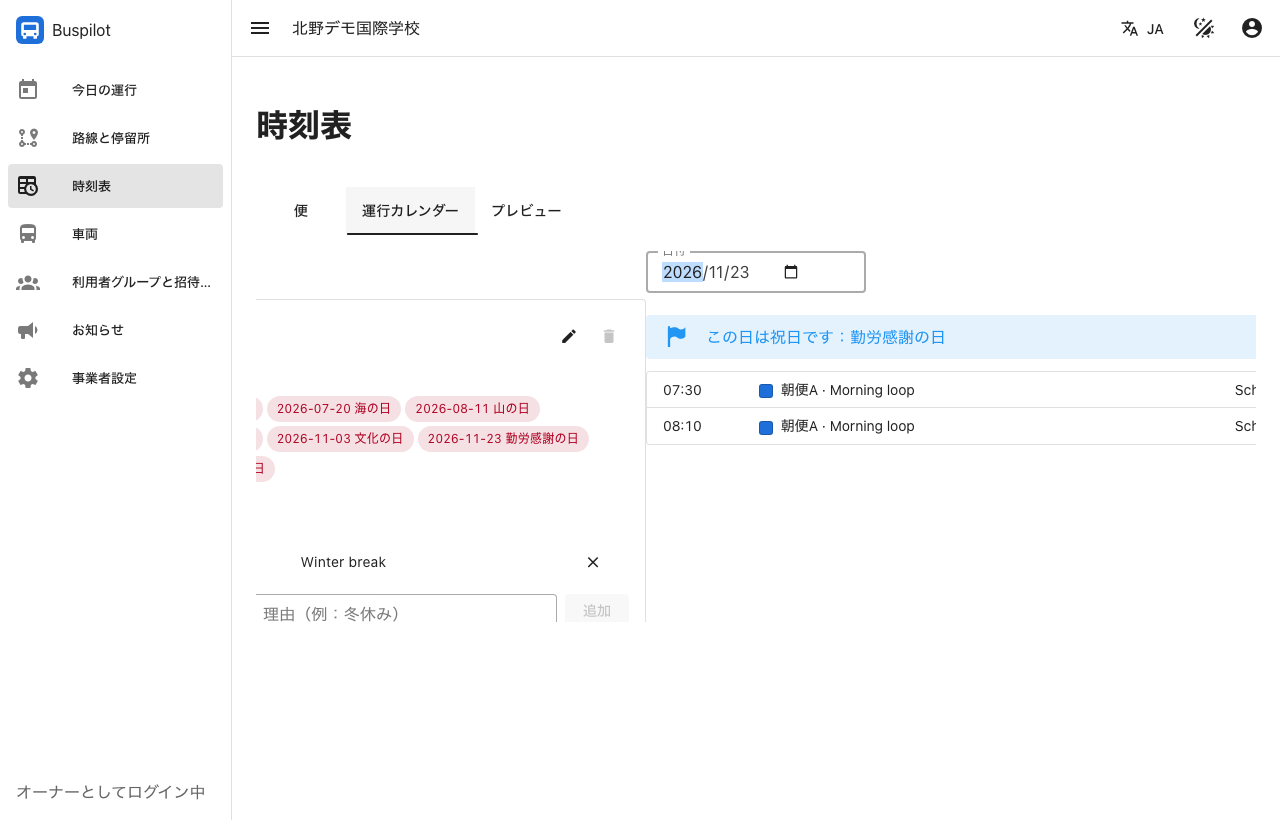 Buspilot
北野デモ国際学校
JA
今日の運行
路線と停留所
時刻表
車両
利用者グループと招待…
お知らせ
事業者設定
オーナーとしてログイン中
時刻表
便
運行カレンダー
プレビュー
2026-07-20 海の日
2026-08-11 山の日
2026-11-03 文化の日
2026-11-23 勤労感謝の日
日
Winter break
理由（例：冬休み）
追加
日付
2026/11/23
この日は祝日です：勤労感謝の日
07:30 朝便A · Morning loop Sch
08:10 朝便A · Morning loop Sch